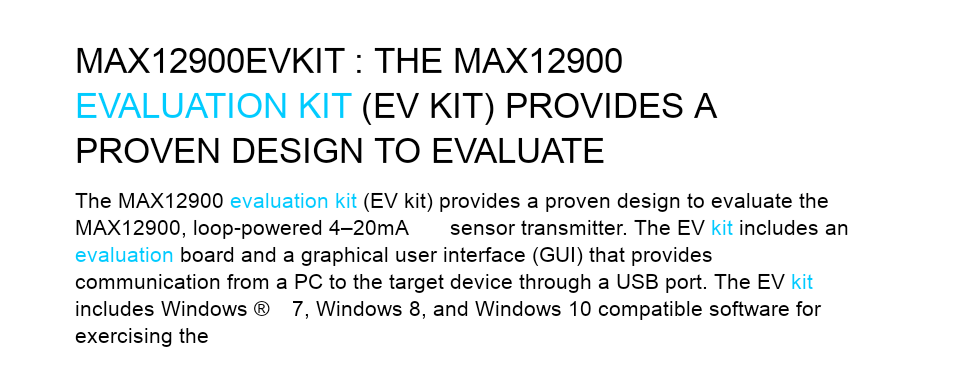 MAX12900EVKIT : THE MAX12900
EVALUATION KIT (EV KIT) PROVIDES A
PROVEN DESIGN TO EVALUATE
The MAX12900 evaluation kit (EV kit) provides a proven design to evaluate the
MAX12900, loop-powered 4–20mA sensor transmitter. The EV kit includes an
evaluation board and a graphical user interface (GUI) that provides
communication from a PC to the target device through a USB port. The EV kit
includes Windows ® 7, Windows 8, and Windows 10 compatible software for
exercising the